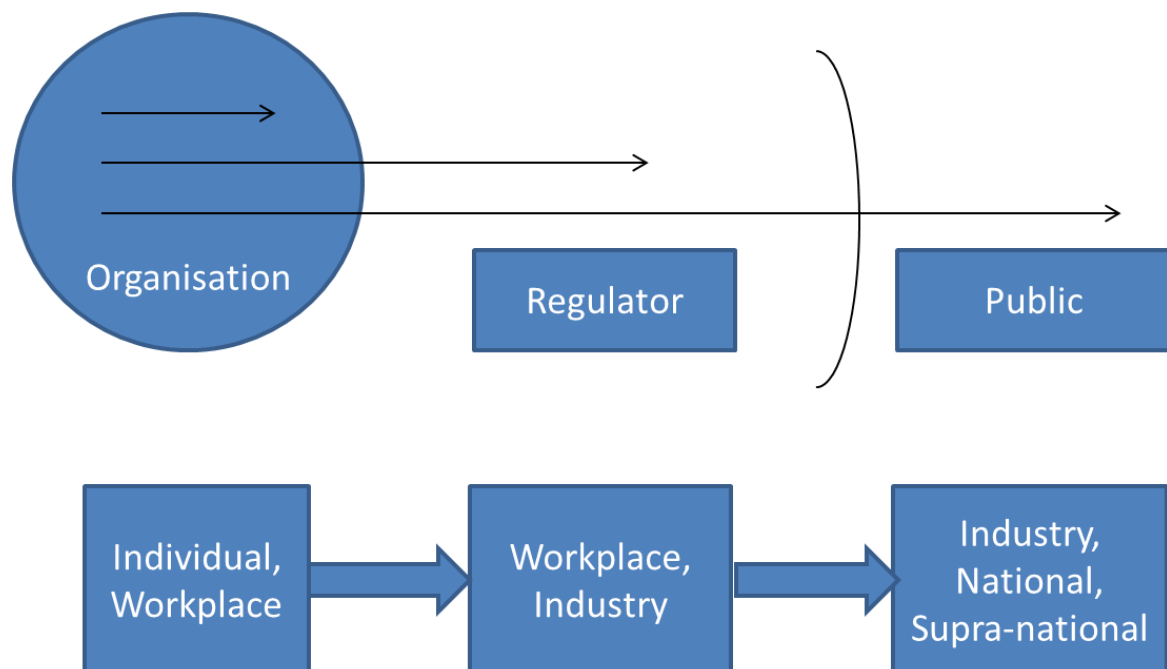 Organisation
Regulator
Public
Individual,
Workplace
Workplace,
Industry
Industry,
National,
Supra-national